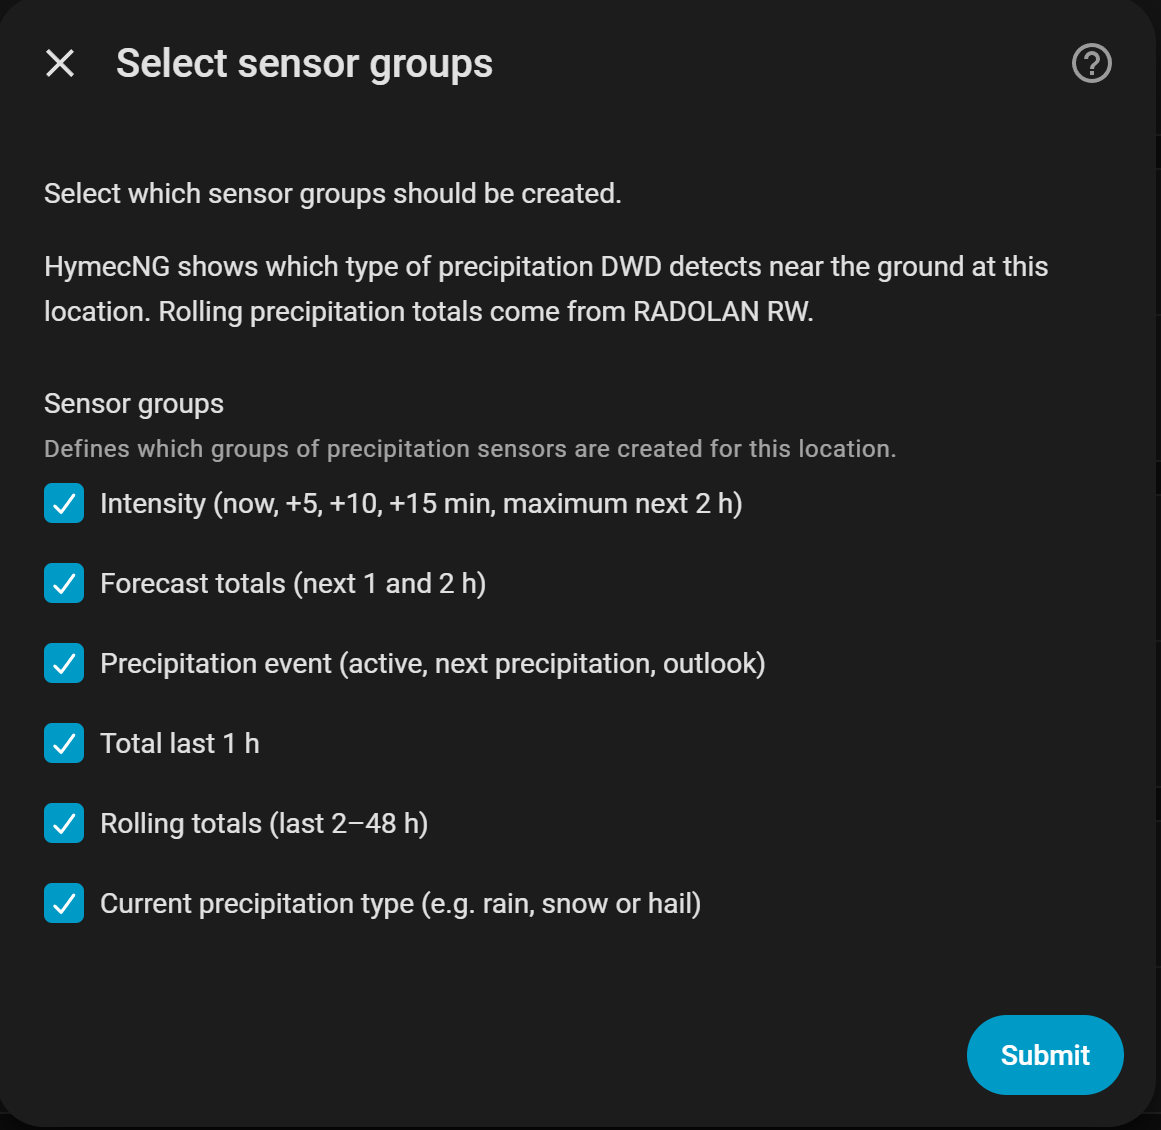 Select sensor groups
Select which sensor groups should be created.
HymecNG shows which type of precipitation DWD detects near the ground at this
location. Rolling precipitation totals come from RADOLAN RW.
Sensor groups
Defines which groups of precipitation sensors are created for this location.
Intensity (now, +5, +10, +15 min, maximum next 2 h)
Forecast totals (next 1 and 2 h)
Precipitation event (active, next precipitation, outlook)
Total last 1 h
Rolling totals (last 2–48 h)
Current precipitation type (e.g. rain, snow or hail)
Submit